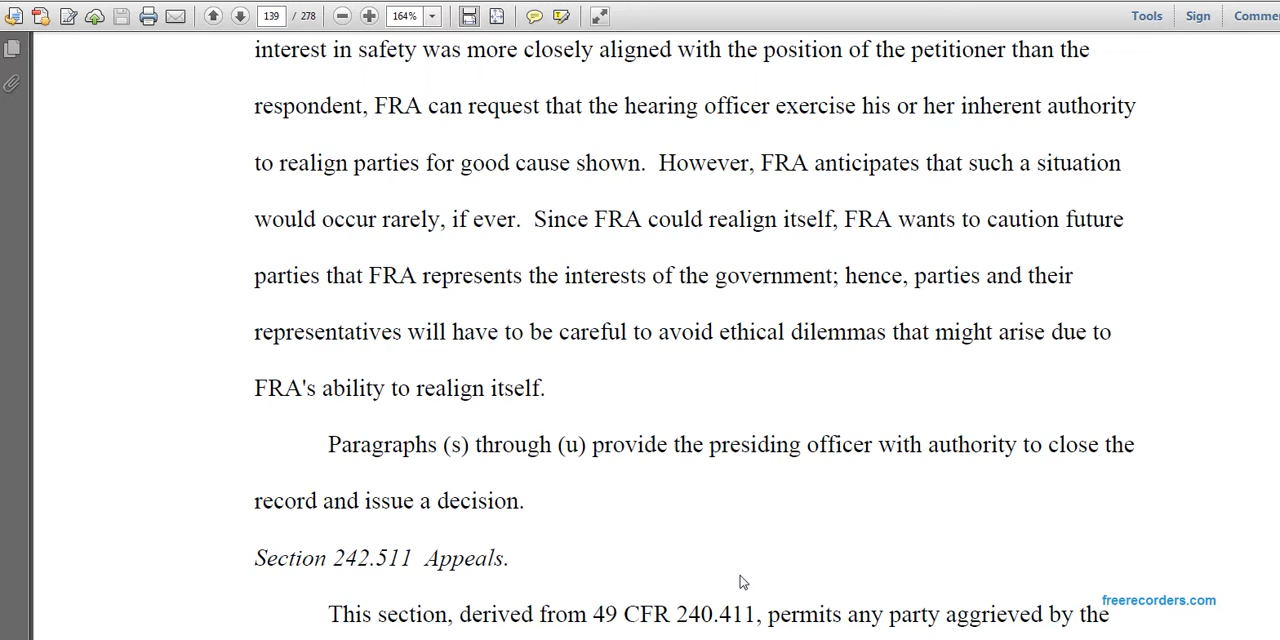 139 / 278 164% Tools Sign Comme
interest in safety was more closely aligned with the position of the petitioner than the
respondent, FRA can request that the hearing officer exercise his or her inherent authority
to realign parties for good cause shown.  However, FRA anticipates that such a situation
would occur rarely, if ever.  Since FRA could realign itself, FRA wants to caution future
parties that FRA represents the interests of the government; hence, parties and their
representatives will have to be careful to avoid ethical dilemmas that might arise due to
FRA's ability to realign itself.
Paragraphs (s) through (u) provide the presiding officer with authority to close the
record and issue a decision.
Section 242.511  Appeals.
This section, derived from 49 CFR 240.411, permits any party aggrieved by the
freerecorders.com